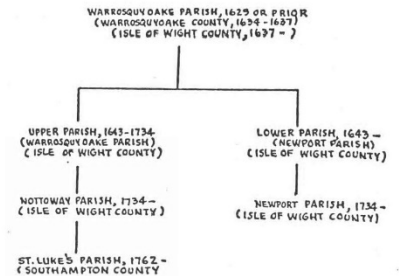 WARROSQUYOAKE PARISH, 1629 OR PRIOR
(WARROSQUYOAKE COUNTY, 1634-1637)
(ISLE OF WIGHT COUNTY, 1637- )
UPPER PARISH, 1643-1734
(WARROSQUYOAKE PARISH)
(ISLE OF WIGHT COUNTY)
LOWER PARISH, 1643-
(NEWPORT PARISH)
(ISLE OF WIGHT COUNTY)
NOTTOWAY PARISH, 1734-
(ISLE OF WIGHT COUNTY)
NEWPORT PARISH, 1734-
(ISLE OF WIGHT COUNTY)
ST. LUKE'S PARISH, 1762-
(SOUTHAMPTON COUNTY